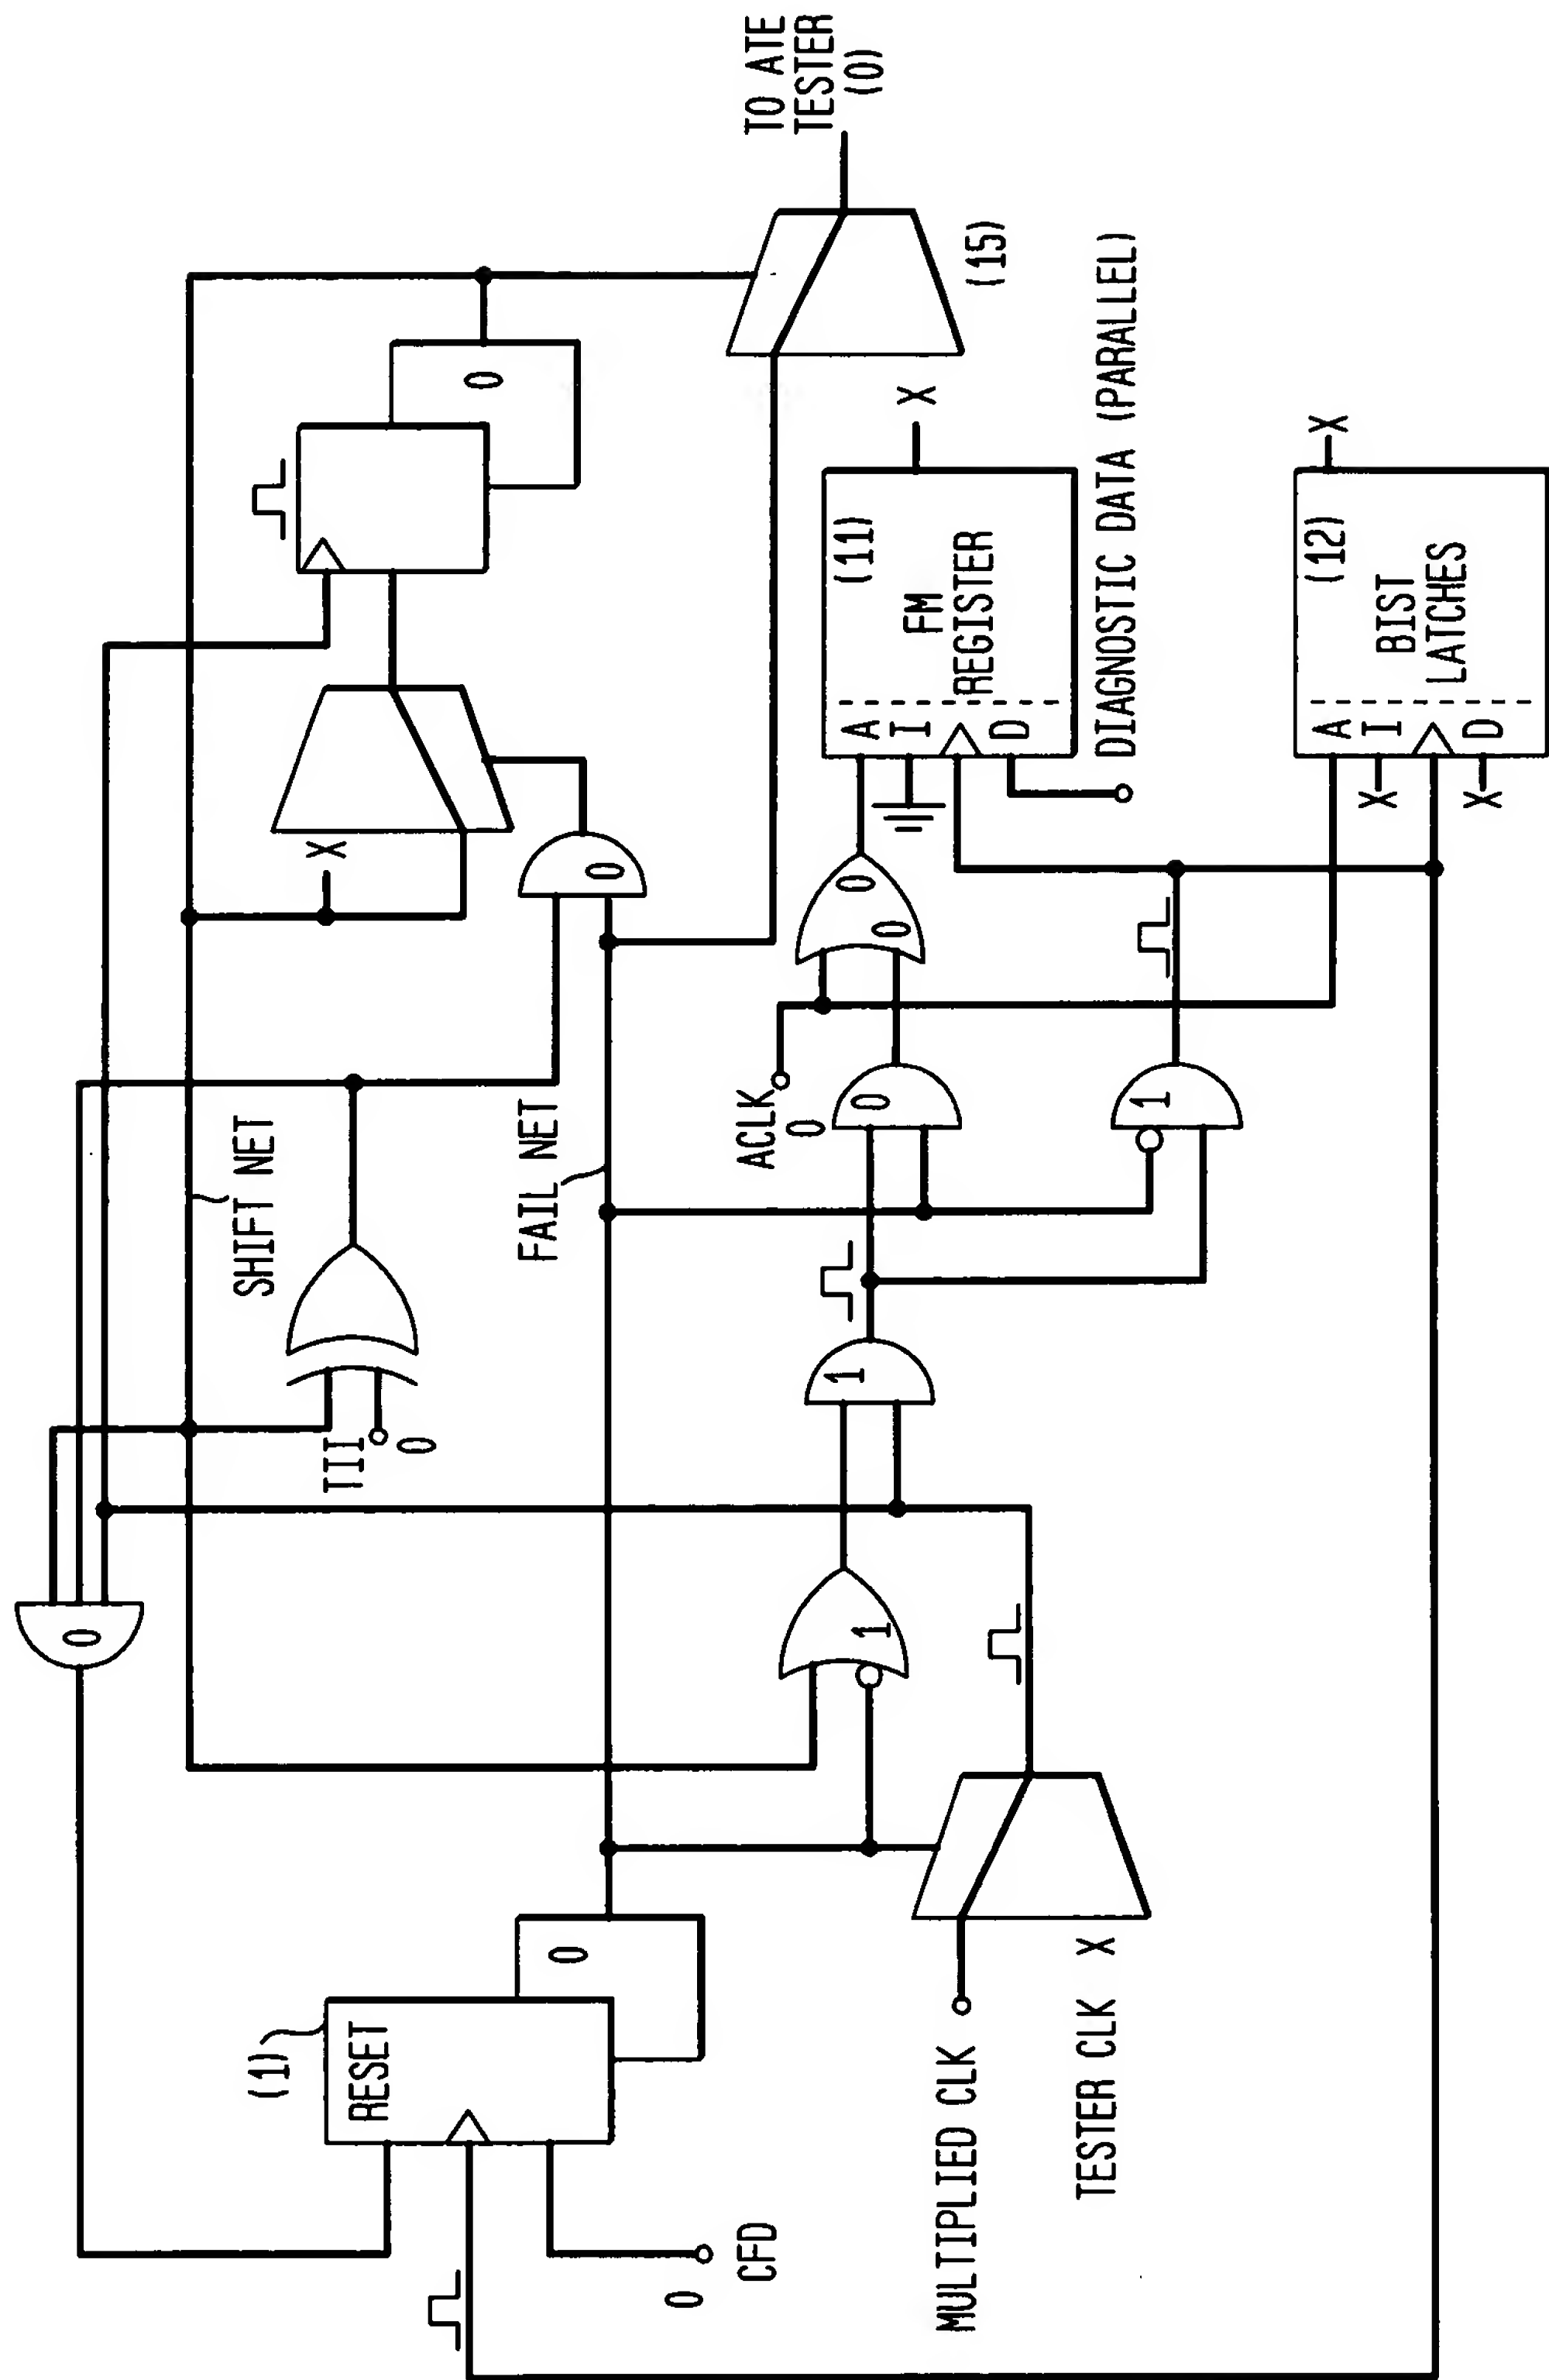 0
(1)
SHIFT NET
X
TII
0
RESET
0
FAIL NET
0
0
0
CFD
TO ATE
TESTER
(0)
ACLK
0
1
1
0
0
0
A
I
D
(11)
FM
REGISTER
X
(15)
MULTIPLIED CLK
TESTER CLK X
DIAGNOSTIC DATA (PARALLEL)
1
A
X I
X D
(12)
BIST
LATCHES
X